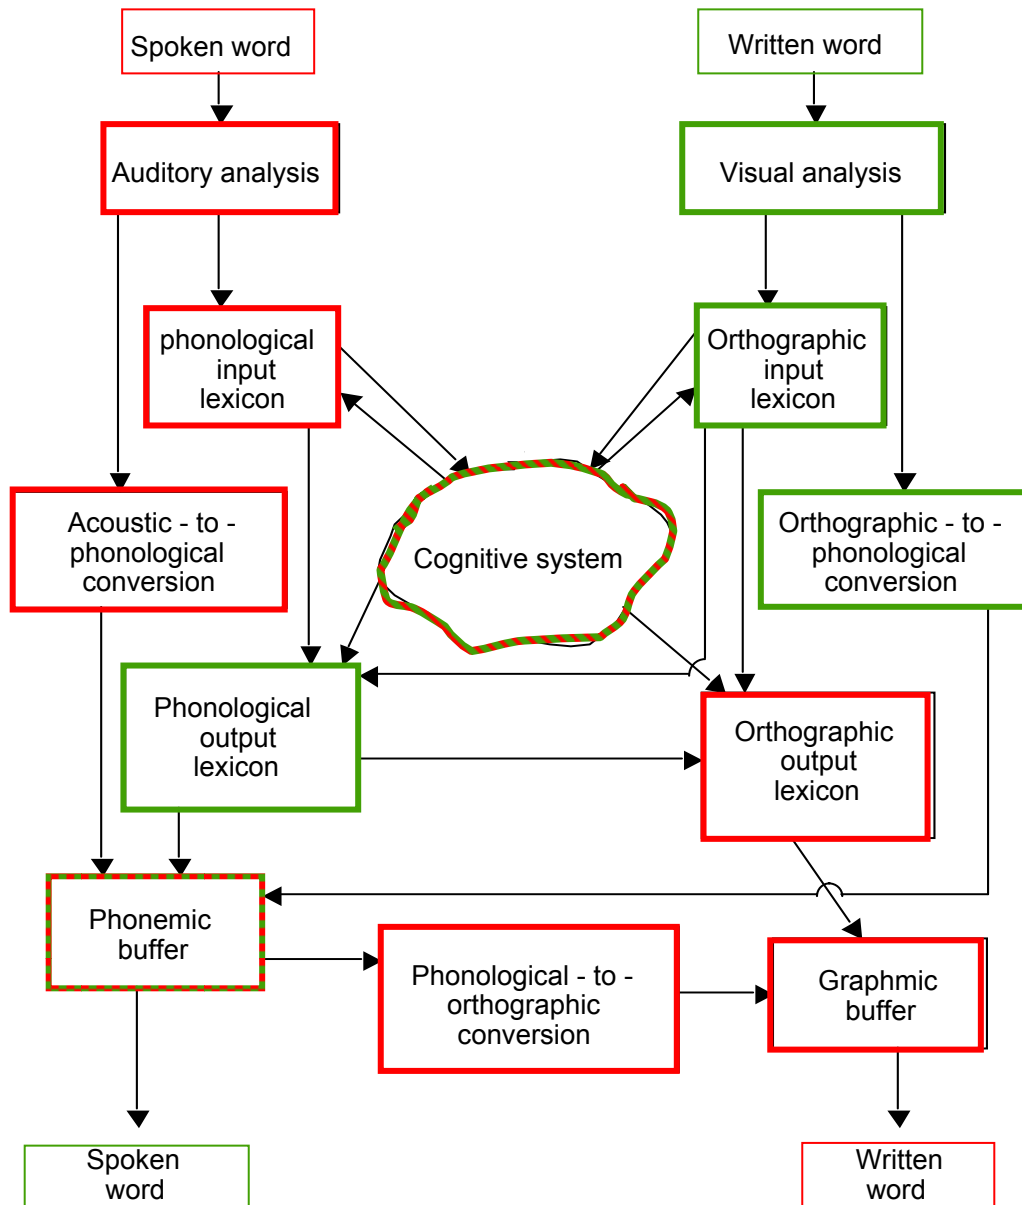 Spoken word
Written word
Auditory analysis
Visual analysis
phonological
input
lexicon
Orthographic
input
lexicon
Acoustic - to -
phonological
conversion
Cognitive system
Orthographic - to -
phonological
conversion
Phonological
output
lexicon
Orthographic
output
lexicon
Phonemic
buffer
Phonological - to -
orthographic
conversion
Graphmic
buffer
Spoken
word
Written
word